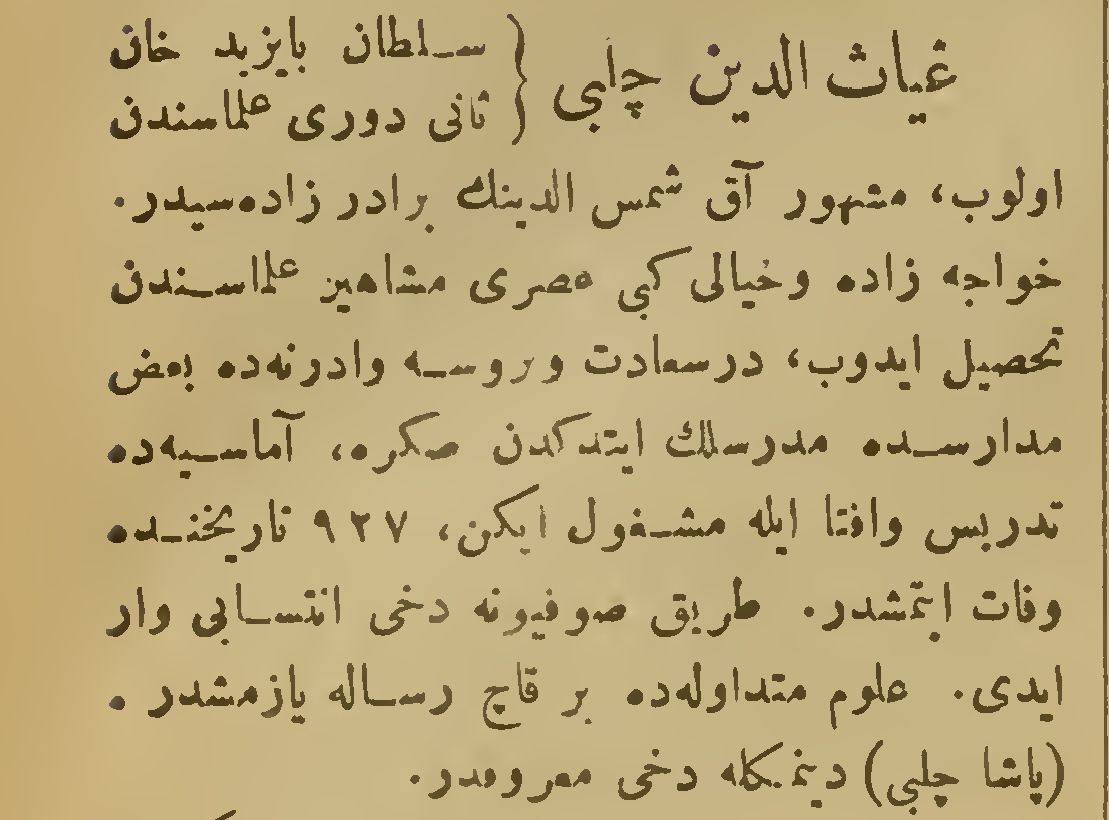 غیاث الدین چلبی { سلطان بایزید خان
ثانی دوری علماسندن
اولوب، مشهور آق شمس الدینك برادر زاده‌سیدر.
خواجه زاده وخیالی کبی عصری مشاهیر علماسندن
تحصیل ایدوب، درسعادت وبروسه وادرنه‌ده بعض
مدارسده مدرسلك ایتدکدن صکره، آماسیه‌ده
تدریس وافتا ایله مشغول ایکن، ٩٢٧ تاریخنده
وفات ایتمشدر. طریق صوفیونه دخی انتسابی وار
ایدی. علوم متداوله‌ده بر قاچ رساله یازمشدر.
(پاشا چلبی) دینمکله دخی معروفدر.